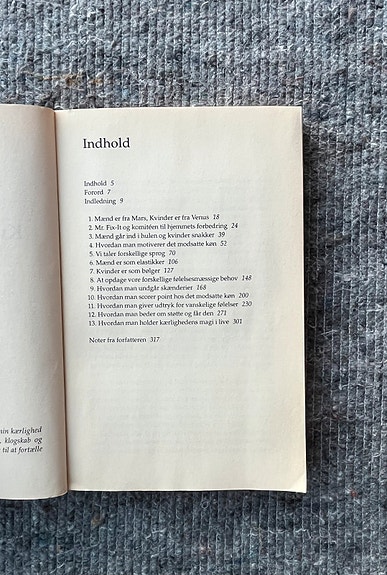 Indhold
Indhold 5
Forord 7
Indledning 9
1. Mænd er fra Mars, Kvinder er fra Venus 18
2. Mr. Fix-It og komitéen til hjemmets forbedring 24
3. Mænd går ind i hulen og kvinder snakker 39
4. Hvordan man motiverer det modsatte køn 52
5. Vi taler forskellige sprog 70
6. Mænd er som elastikker 106
7. Kvinder er som bølger 127
8. At opdage vore forskellige følelsesmæssige behov 148
9. Hvordan man undgår skænderier 168
10. Hvordan man scorer point hos det modsatte køn 200
11. Hvordan man giver udtryk for vanskelige følelser 230
12. Hvordan man beder om støtte og får den 271
13. Hvordan man holder kærlighedens magi i live 301
Noter fra forfatteren 317
min kærlighed
, klogskab og
til at fortælle